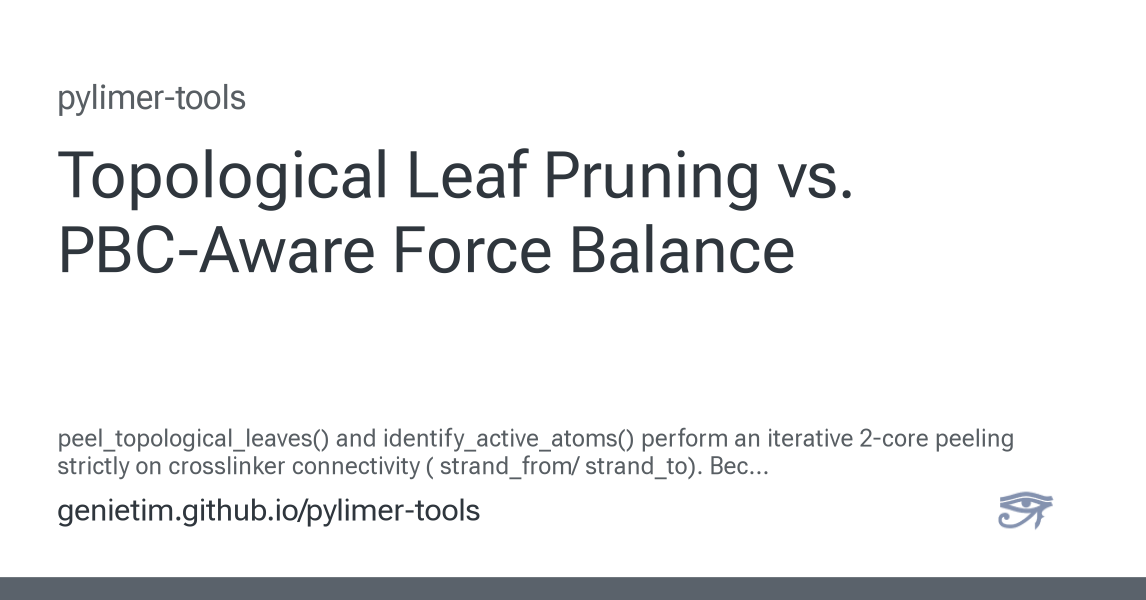 pylimer-tools
Topological Leaf Pruning vs.
PBC-Aware Force Balance
peel_topological_leaves() and identify_active_atoms() perform an iterative 2-core peeling
strictly on crosslinker connectivity ( strand_from/ strand_to). Bec...
genietim.github.io/pylimer-tools